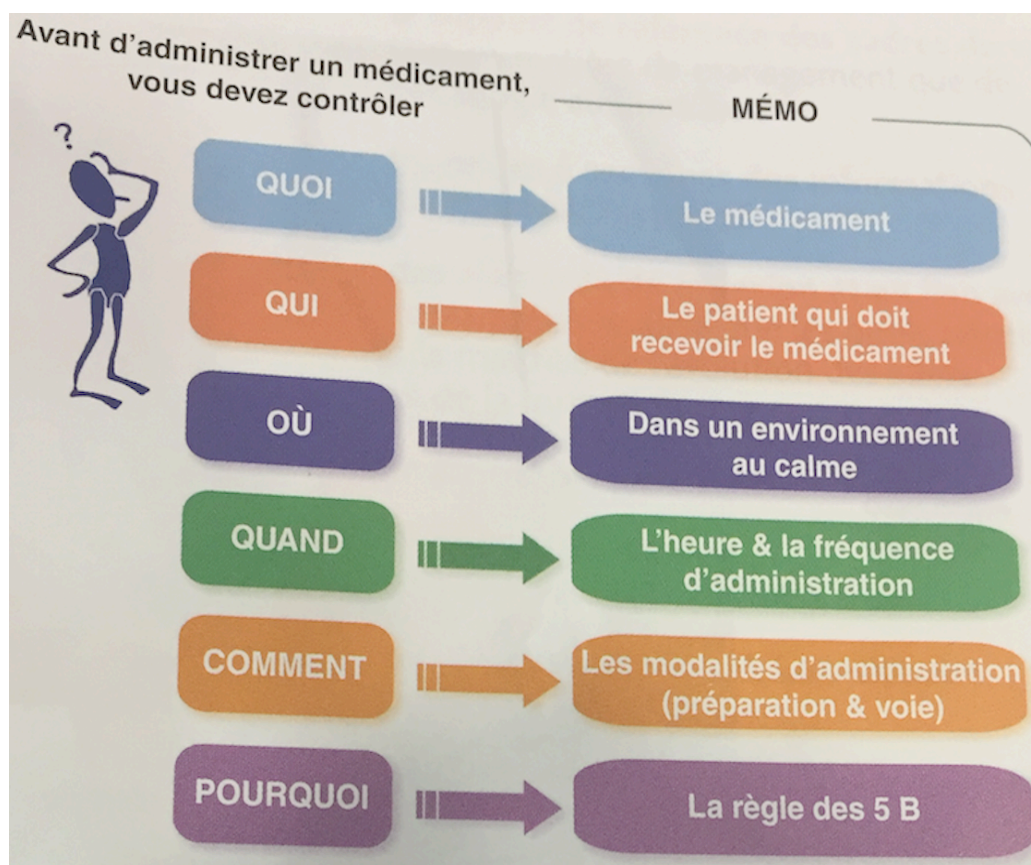 Avant d'administrer un médicament,
vous devez contrôler
MÉMO
?
QUOI
Le médicament
QUI
Le patient qui doit
recevoir le médicament
OÙ
Dans un environnement
au calme
QUAND
L'heure & la fréquence
d'administration
COMMENT
Les modalités d'administration
(préparation & voie)
POURQUOI
La règle des 5 B